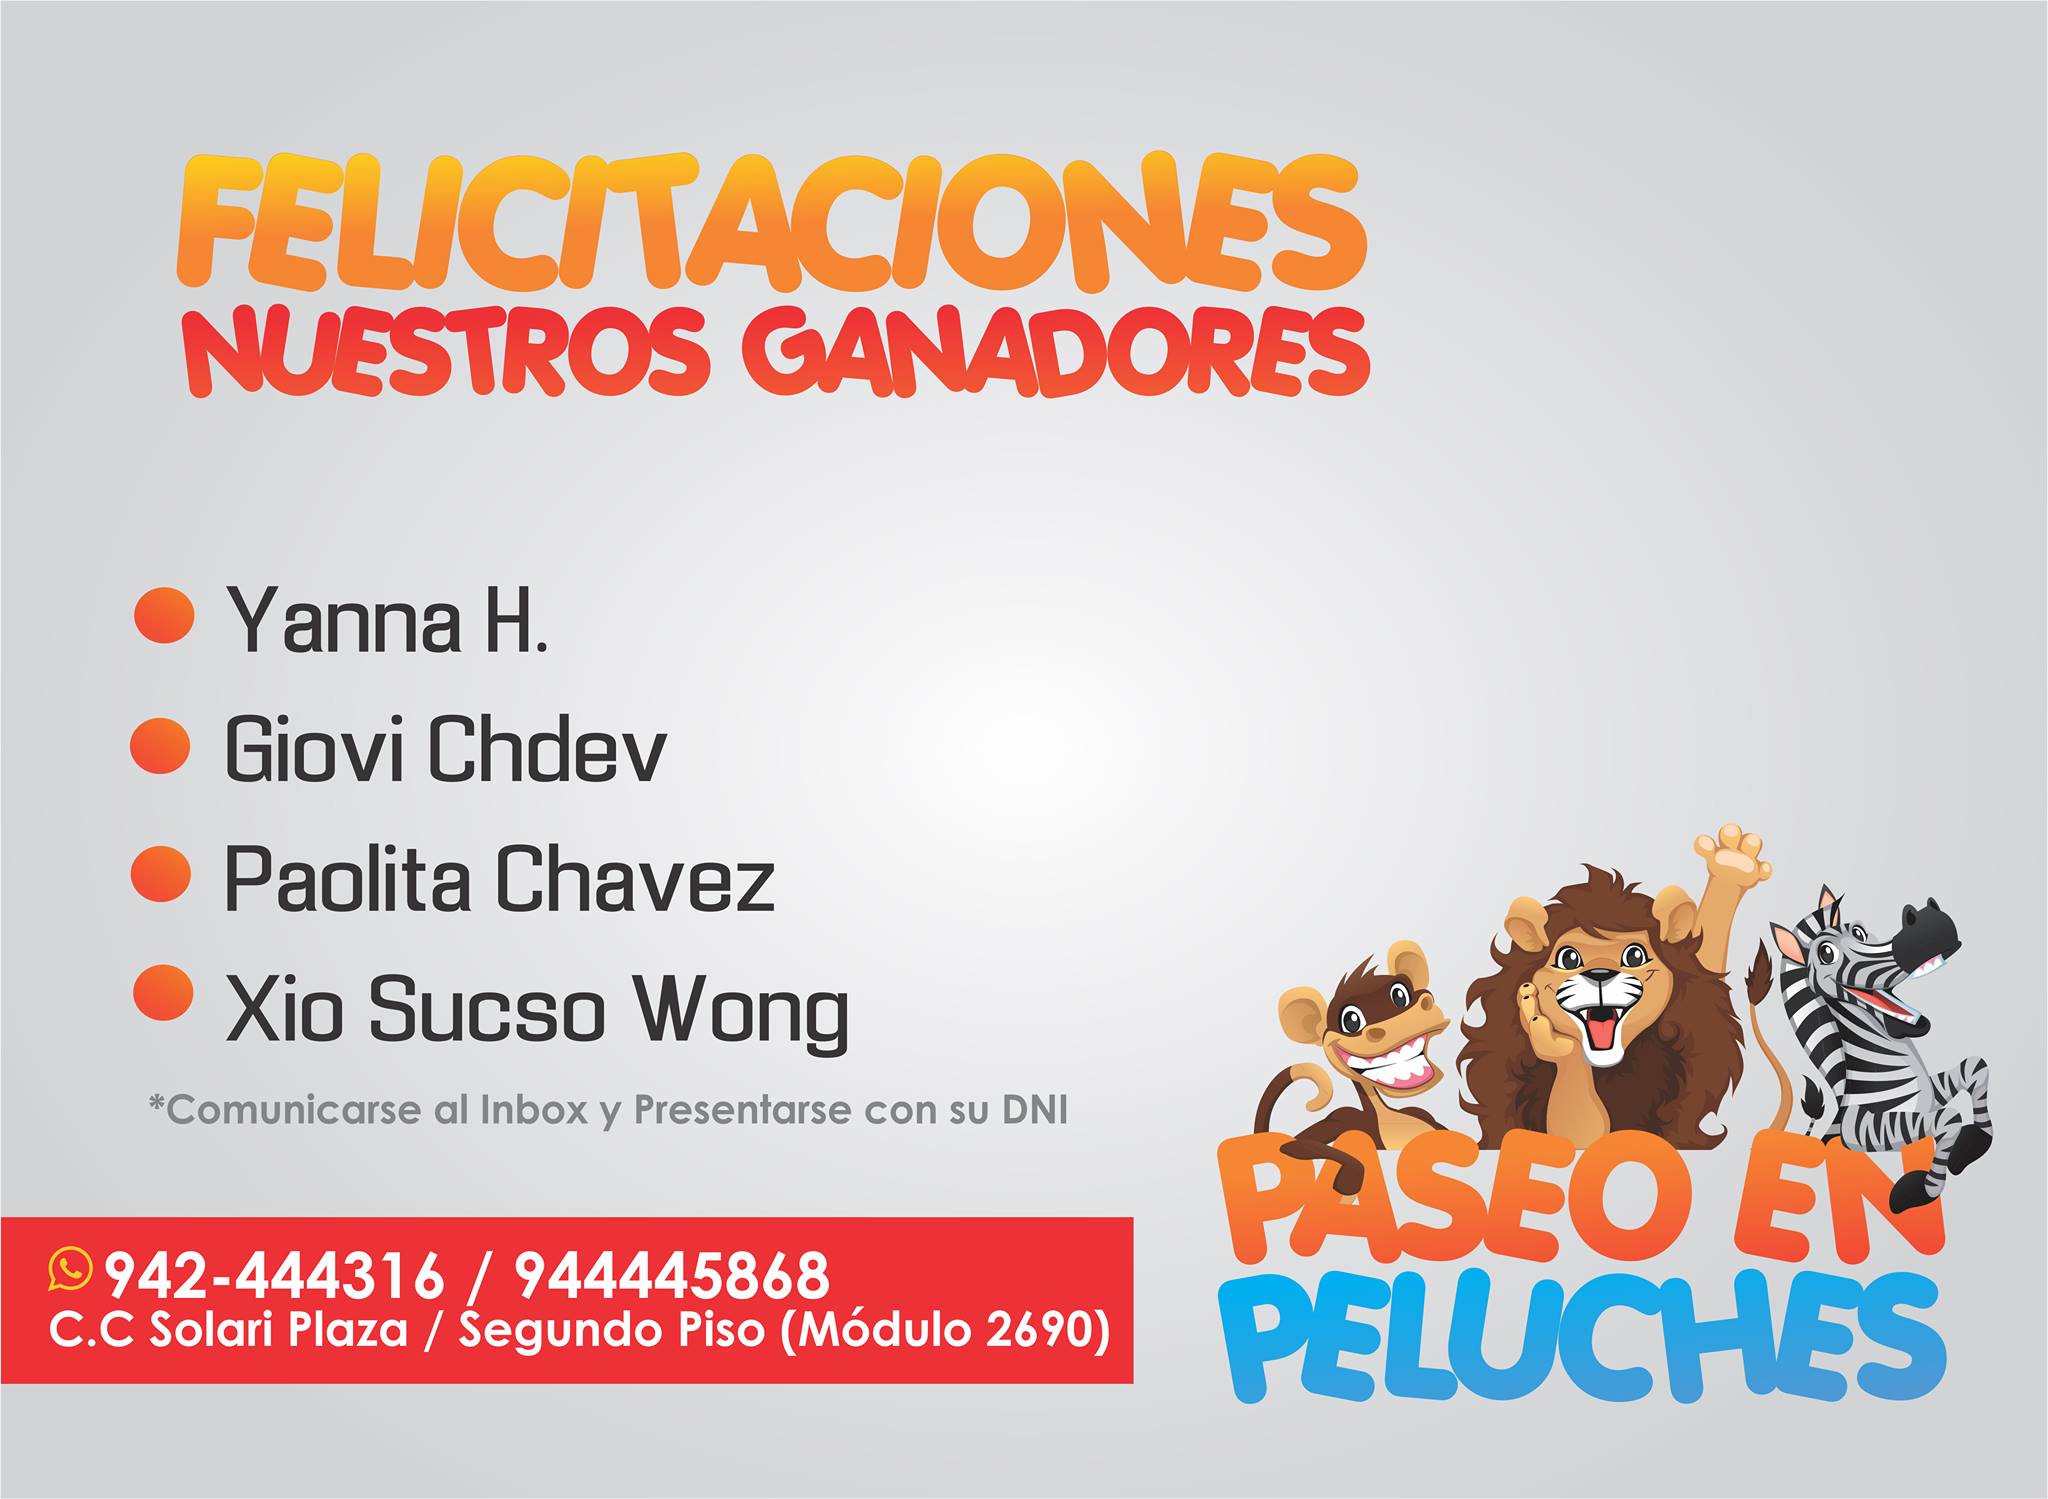 FELICITACIONES
NUESTROS GANADORES
Yanna H.
Giovi Chdev
Paolita Chavez
Xio Sucso Wong
*Comunicarse al Inbox y Presentarse con su DNI
942-444316 / 944445868
C.C Solari Plaza / Segundo Piso (Módulo 2690)
PASEO EN
PELUCHES